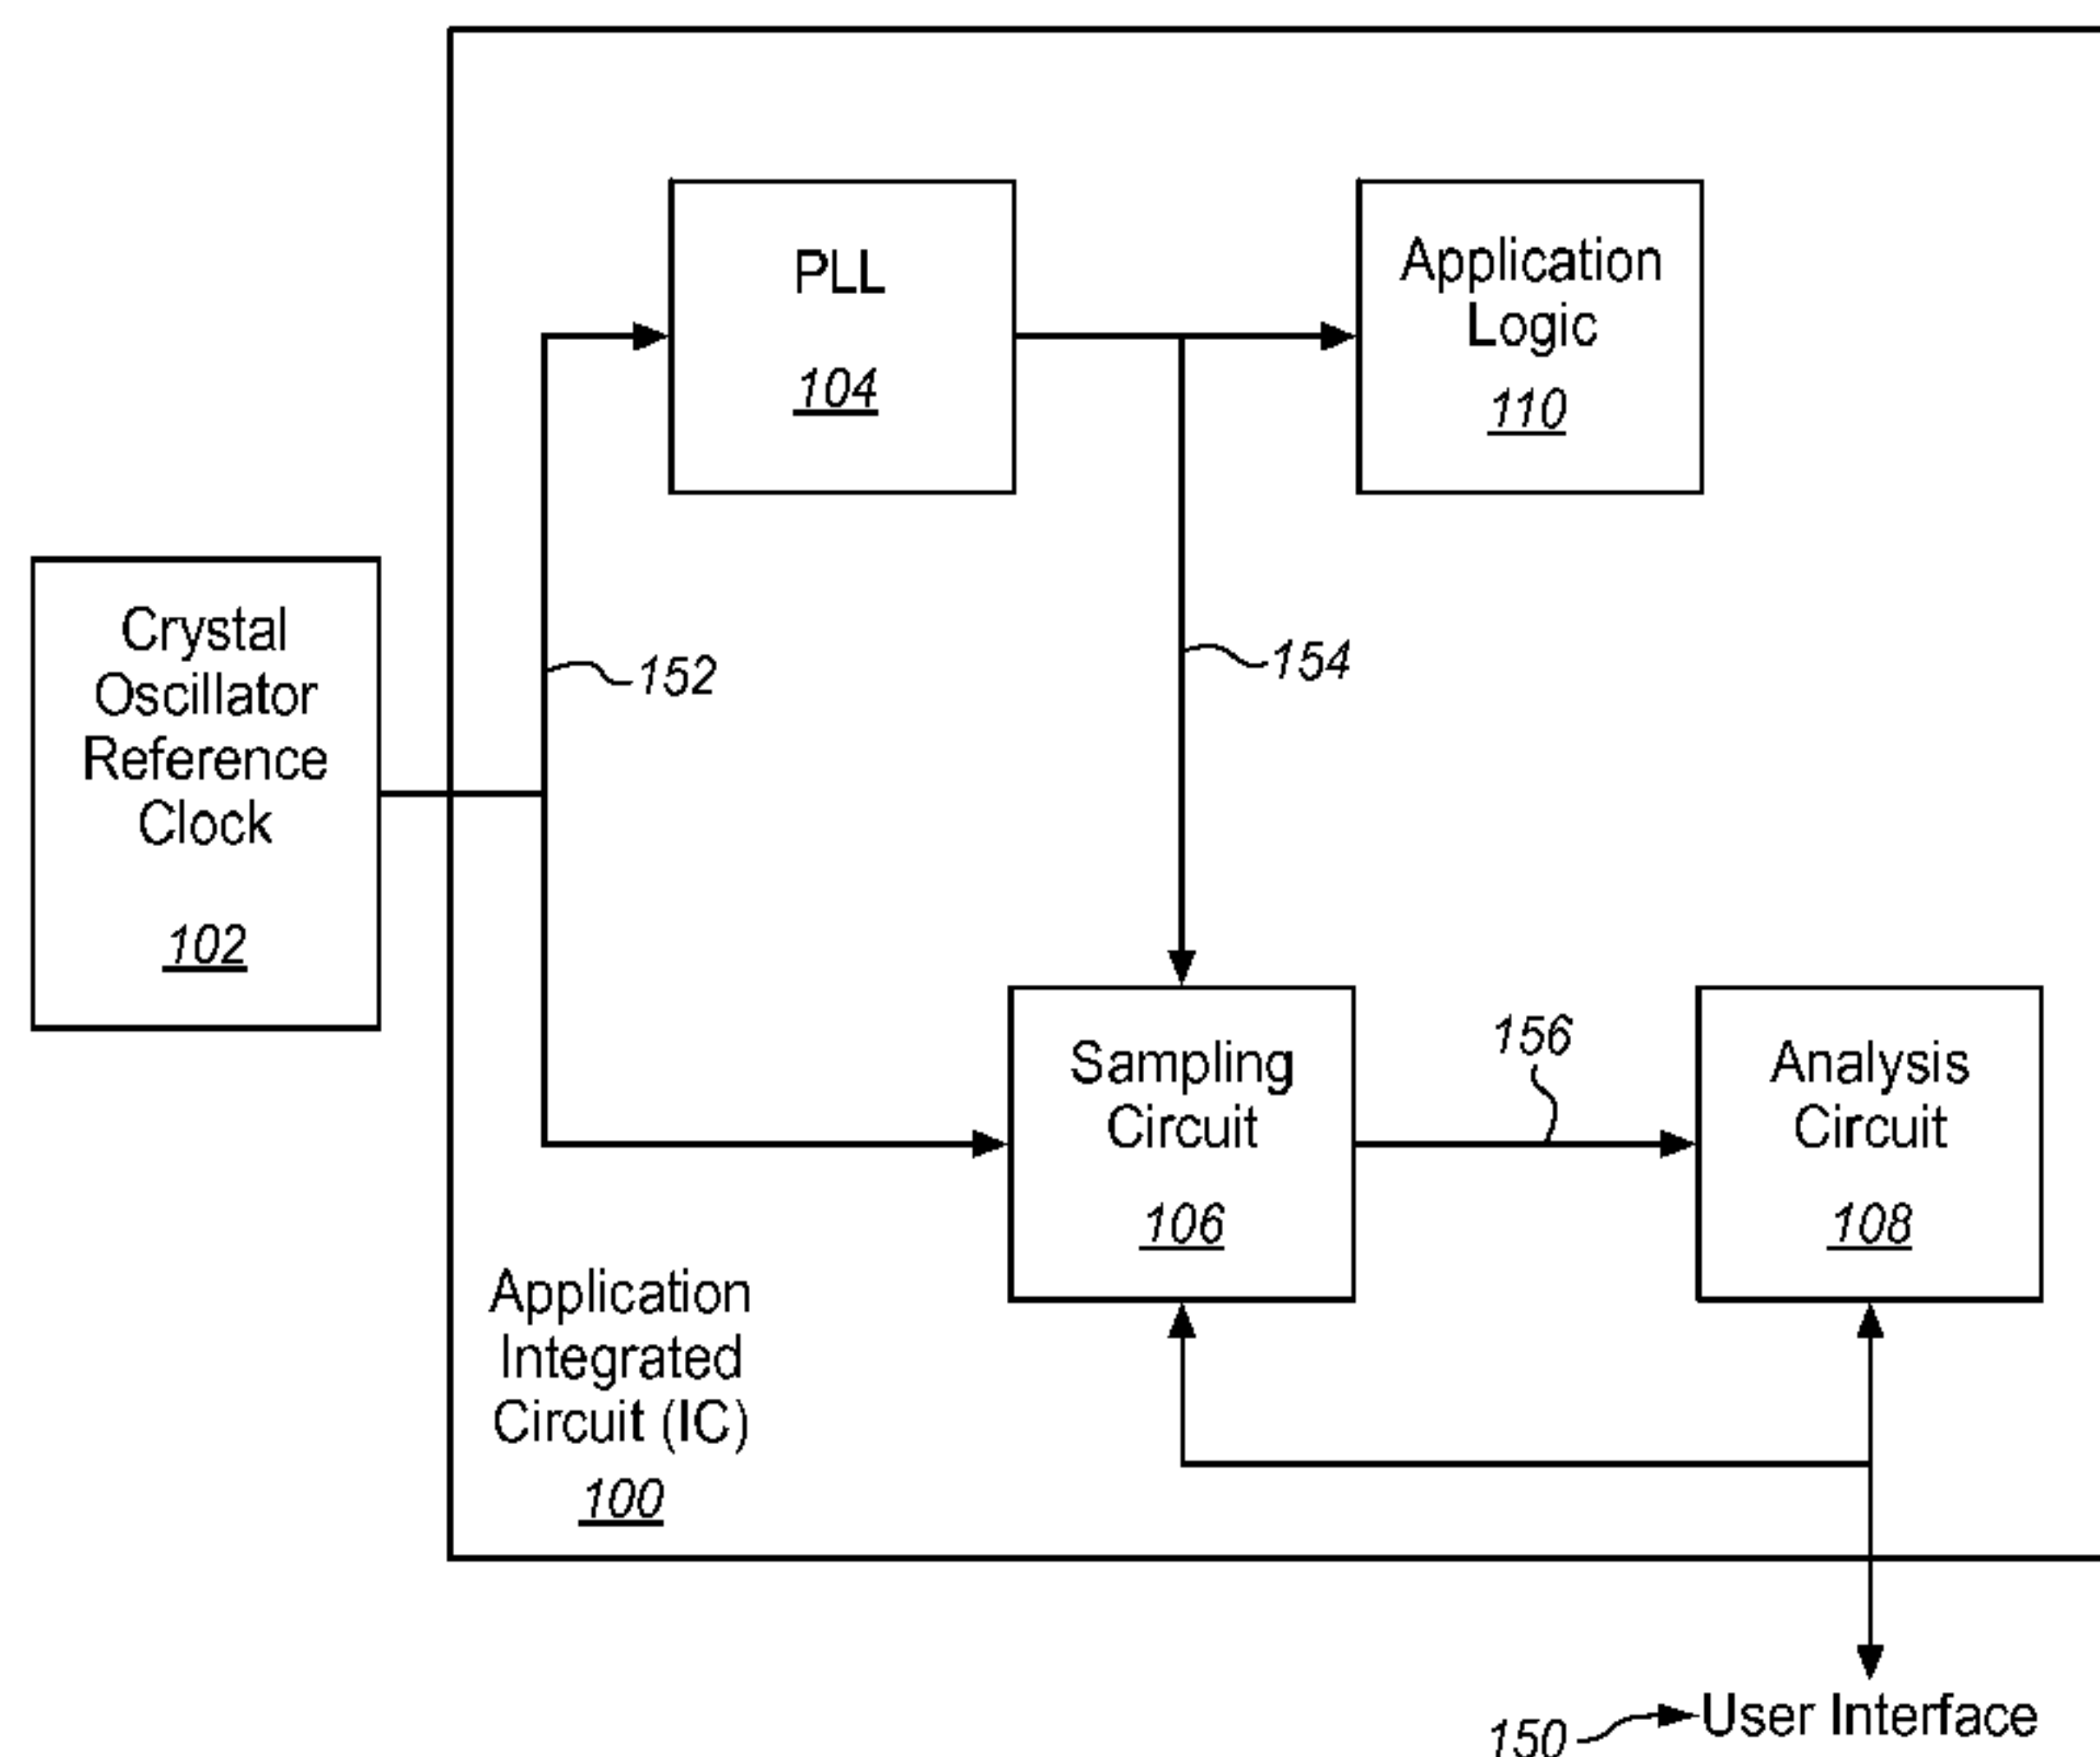 PLL
104
Application
Logic
110
Crystal
Oscillator
Reference
Clock
102
152
154
Sampling
Circuit
106
156
Analysis
Circuit
108
Application
Integrated
Circuit (IC)
100
150
User Interface